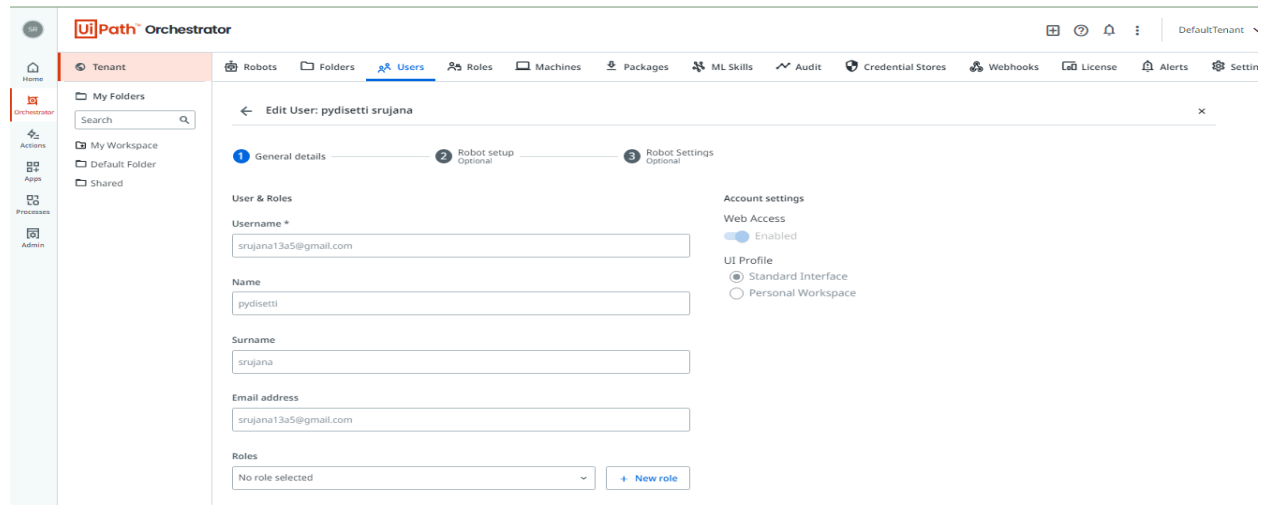 SR
UiPath™ Orchestrator
DefaultTenant
Home
Orchestrator
Actions
Apps
Processes
Admin
Tenant
My Folders
Search
My Workspace
Default Folder
Shared
Robots Folders Users Roles Machines Packages ML Skills Audit Credential Stores Webhooks License Alerts Settin
Edit User: pydisetti srujana
1 General details
2 Robot setup
Optional
3 Robot Settings
Optional
User & Roles
Username *
srujana13a5@gmail.com
Name
pydisetti
Surname
srujana
Email address
srujana13a5@gmail.com
Roles
No role selected
+ New role
Account settings
Web Access
Enabled
UI Profile
Standard Interface
Personal Workspace